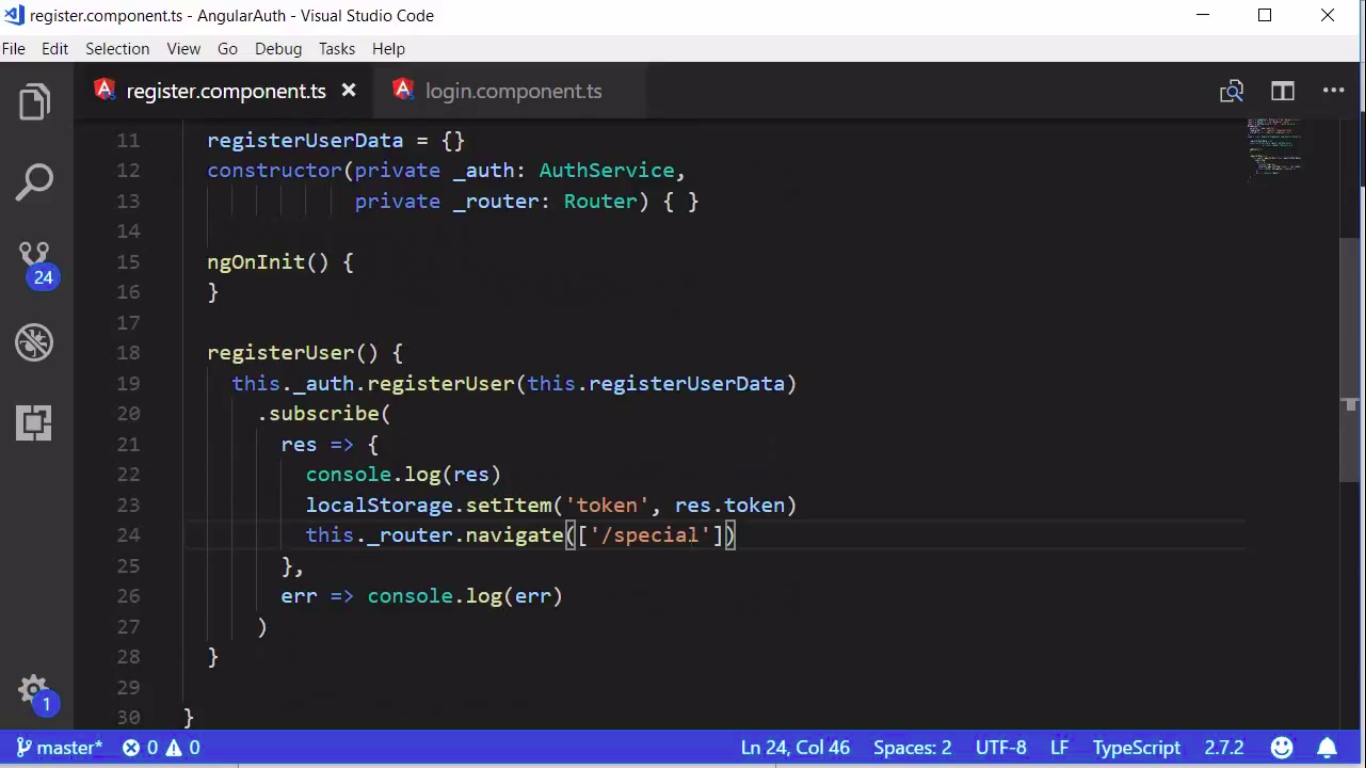 register.component.ts - AngularAuth - Visual Studio Code
File Edit Selection View Go Debug Tasks Help
register.component.ts login.component.ts
11 registerUserData = {}
12 constructor(private _auth: AuthService,
13 private _router: Router) { }
14
15 ngOnInit() {
16 }
17
18 registerUser() {
19 this._auth.registerUser(this.registerUserData)
20 .subscribe(
21 res => {
22 console.log(res)
23 localStorage.setItem('token', res.token)
24 this._router.navigate(['/special'])
25 },
26 err => console.log(err)
27 )
28 }
29
30 }
24
1
master* 0 0 Ln 24, Col 46 Spaces: 2 UTF-8 LF TypeScript 2.7.2